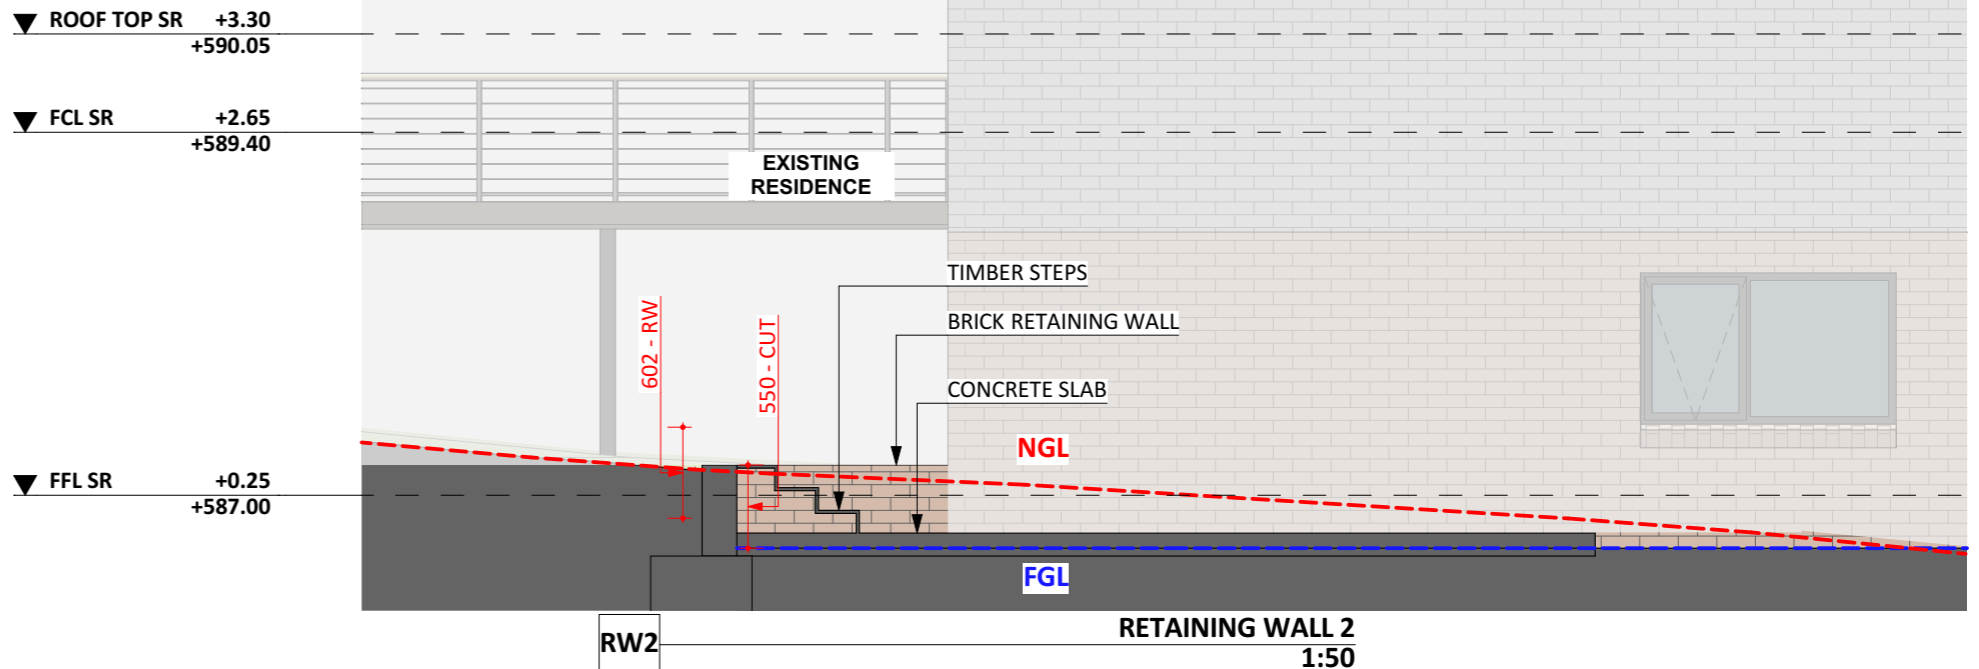 ROOF TOP SR +3.30
+590.05
FCL SR +2.65
+589.40
EXISTING
RESIDENCE
TIMBER STEPS
602 - RW
550 - CUT
BRICK RETAINING WALL
CONCRETE SLAB
NGL
FFL SR +0.25
+587.00
FGL
RW2
RETAINING WALL 2
1:50